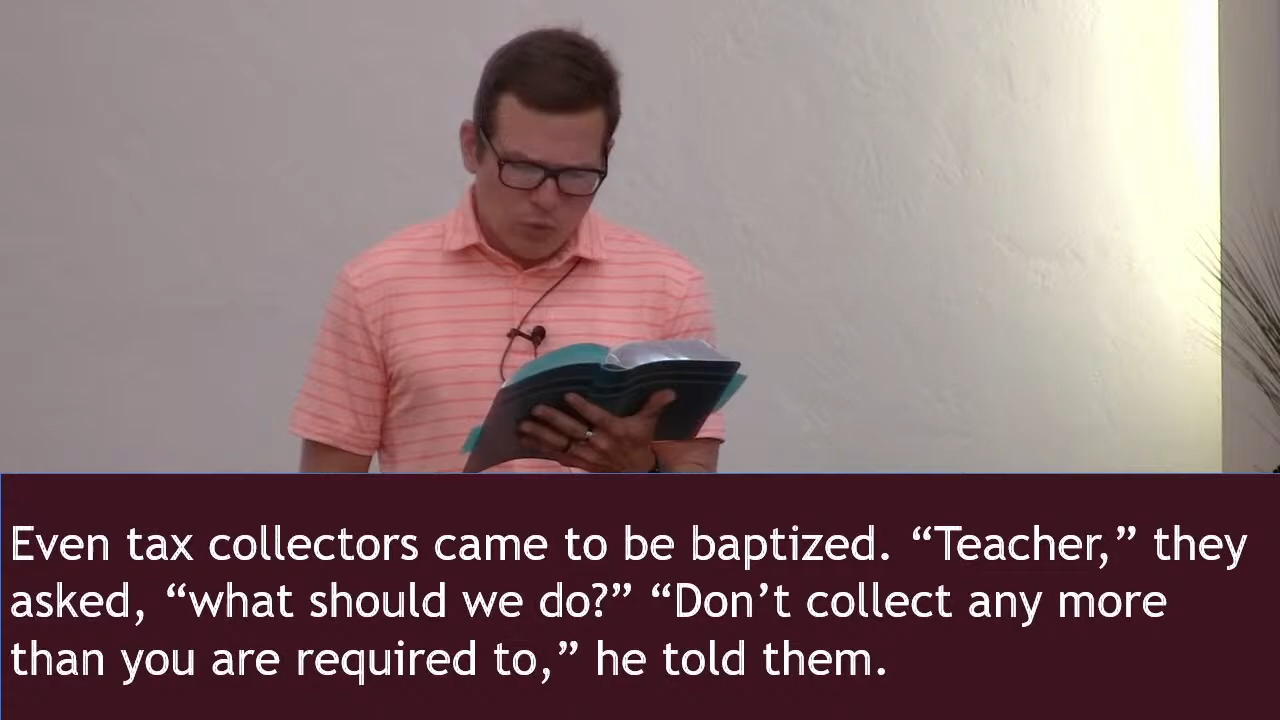 Even tax collectors came to be baptized. “Teacher,” they
asked, “what should we do?” “Don’t collect any more
than you are required to,” he told them.